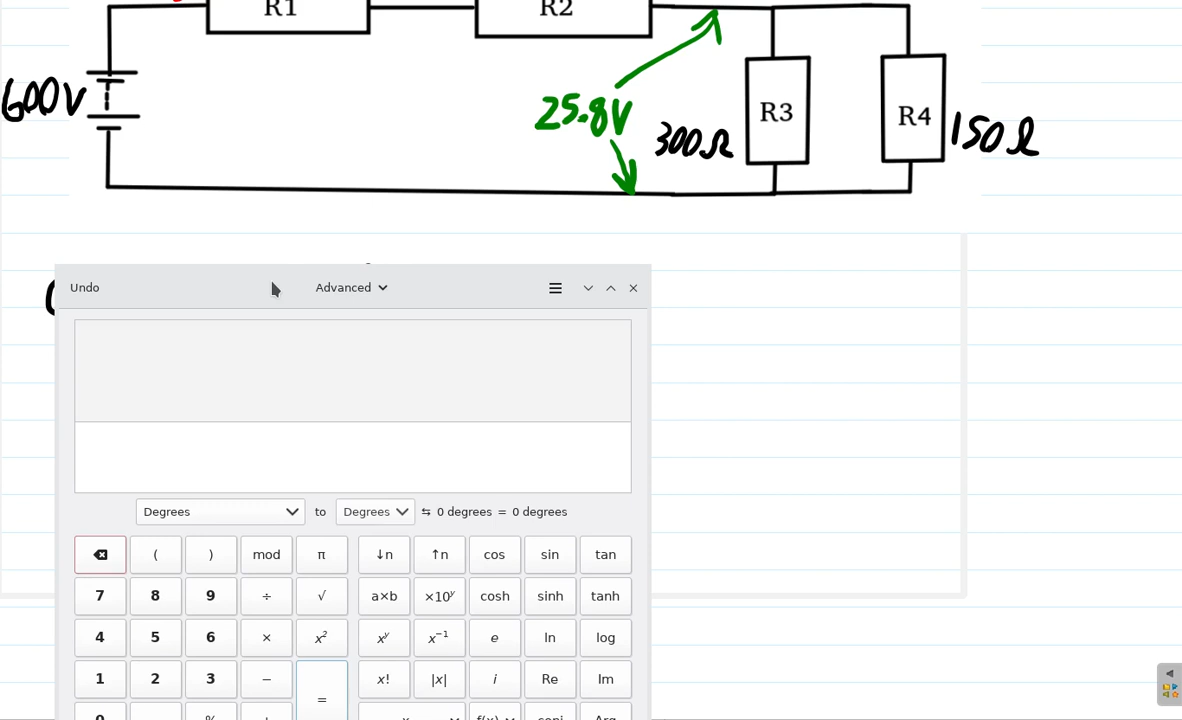 R1
R2
600V
25.8V
R3
300Ω
R4
150Ω
Undo
Advanced
Degrees to Degrees ⇆ 0 degrees = 0 degrees
( ) mod π ↓n ↑n cos sin tan
7 8 9 ÷ √ a×b ×10ʸ cosh sinh tanh
4 5 6 × x² xʸ x⁻¹ e ln log
1 2 3 − = x! |x| i Re Im